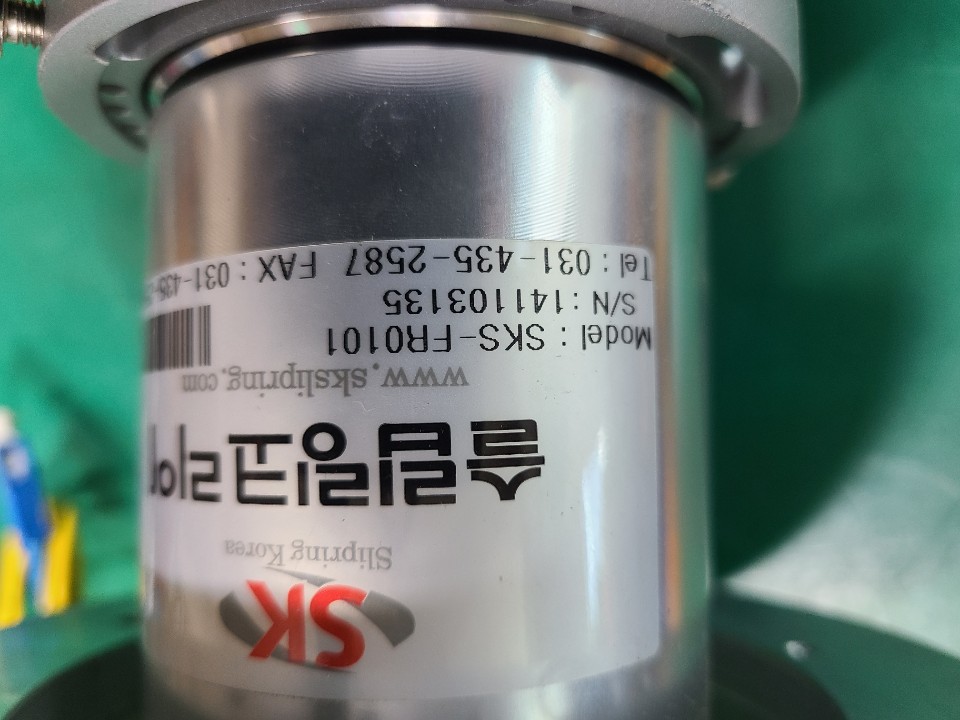 SK
Slipring Korea
슬립링코리아
www.skslipring.com
Model : SKS-FR0101
S/N : 141103135
Tel : 031-435-2587 FAX : 031-435-